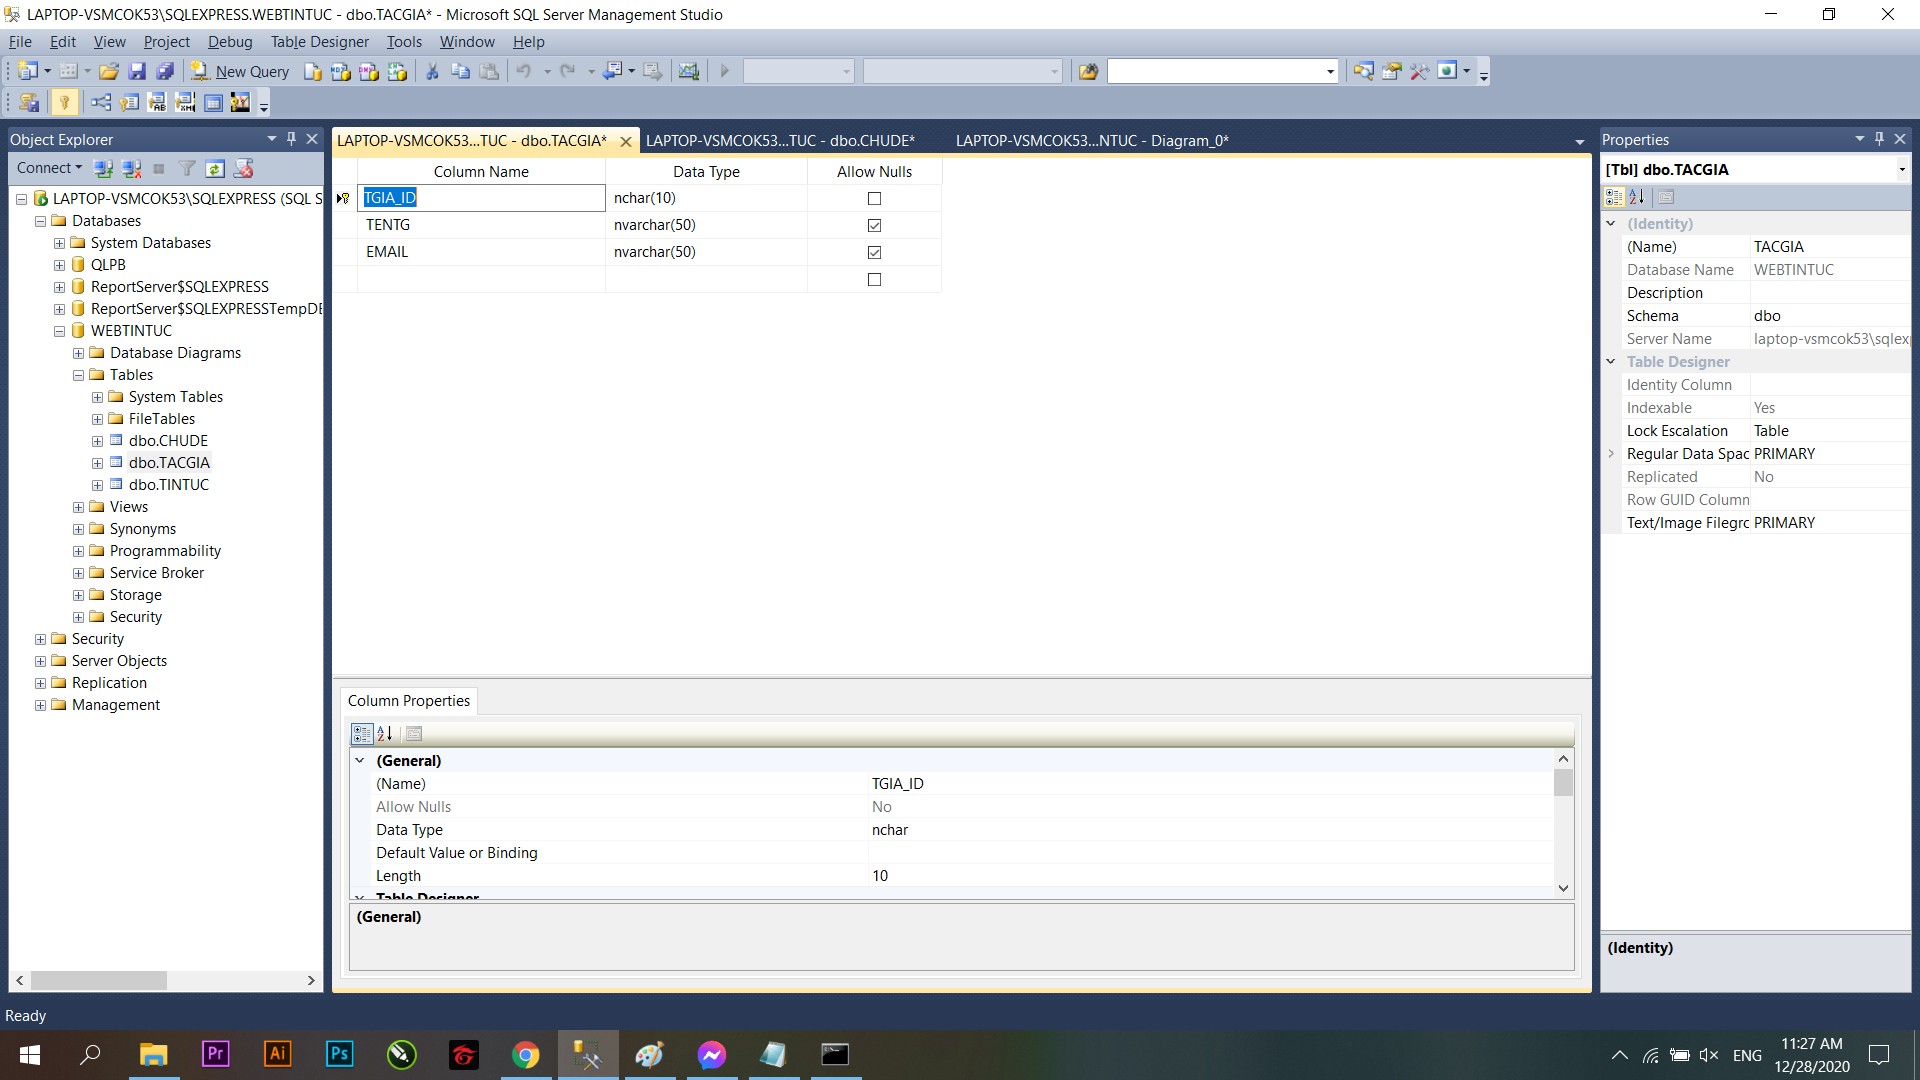 LAPTOP-VSMCOK53\SQLEXPRESS.WEBTINTUC - dbo.TACGIA* - Microsoft SQL Server Management Studio
File Edit View Project Debug Table Designer Tools Window Help
New Query
Object Explorer
Connect
LAPTOP-VSMCOK53\SQLEXPRESS (SQL S
Databases
System Databases
QLPB
ReportServer$SQLEXPRESS
ReportServer$SQLEXPRESSTempDB
WEBTINTUC
Database Diagrams
Tables
System Tables
FileTables
dbo.CHUDE
dbo.TACGIA
dbo.TINTUC
Views
Synonyms
Programmability
Service Broker
Storage
Security
Security
Server Objects
Replication
Management
LAPTOP-VSMCOK53...TUC - dbo.TACGIA* LAPTOP-VSMCOK53...TUC - dbo.CHUDE* LAPTOP-VSMCOK53...NTUC - Diagram_0*
Column Name Data Type Allow Nulls
TGIA_ID nchar(10)
TENTG nvarchar(50)
EMAIL nvarchar(50)
Column Properties
(General)
(Name) TGIA_ID
Allow Nulls No
Data Type nchar
Default Value or Binding
Length 10
Table Designer
(General)
Properties
[Tbl] dbo.TACGIA
(Identity)
(Name) TACGIA
Database Name WEBTINTUC
Description
Schema dbo
Server Name laptop-vsmcok53\sqlexp
Table Designer
Identity Column
Indexable Yes
Lock Escalation Table
Regular Data Spac PRIMARY
Replicated No
Row GUID Column
Text/Image Filegro PRIMARY
(Identity)
Ready
Pr Ai Ps
ENG
11:27 AM
12/28/2020